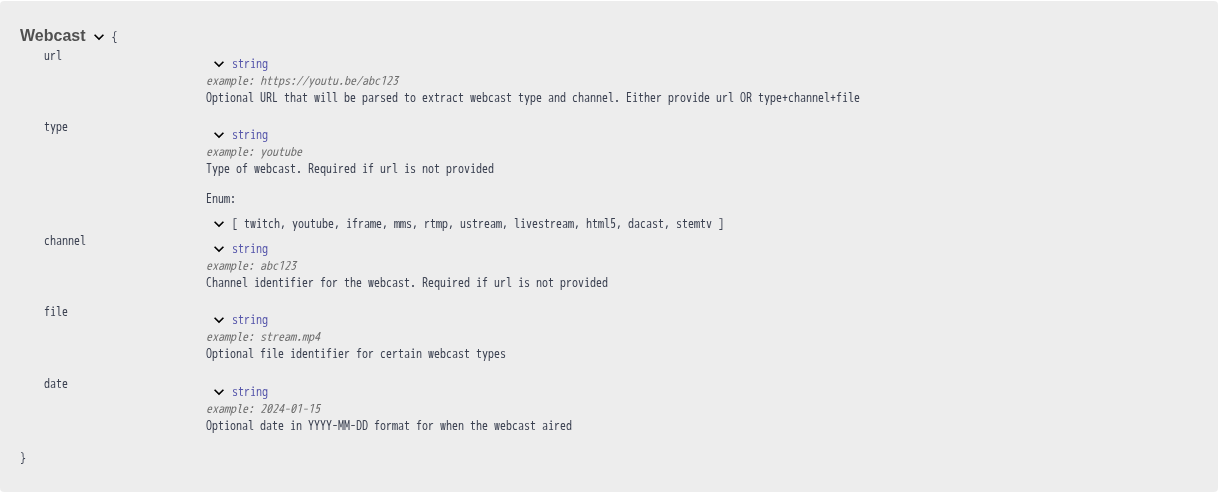 Webcast {
url
string
example: https://youtu.be/abc123
Optional URL that will be parsed to extract webcast type and channel. Either provide url OR type+channel+file
type
string
example: youtube
Type of webcast. Required if url is not provided
Enum:
[ twitch, youtube, iframe, mms, rtmp, ustream, livestream, html5, dacast, stemtv ]
channel
string
example: abc123
Channel identifier for the webcast. Required if url is not provided
file
string
example: stream.mp4
Optional file identifier for certain webcast types
date
string
example: 2024-01-15
Optional date in YYYY-MM-DD format for when the webcast aired
}